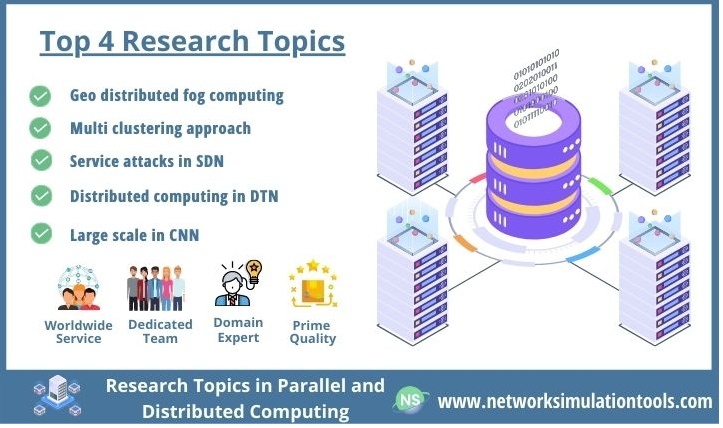 Top 4 Research Topics
Geo distributed fog computing
Multi clustering approach
Service attacks in SDN
Distributed computing in DTN
Large scale in CNN
01010101010
0202010011
Worldwide
Service
Dedicated
Team
Domain
Expert
Prime
Quality
Research Topics in Parallel and
Distributed Computing
NS
www.networksimulationtools.com